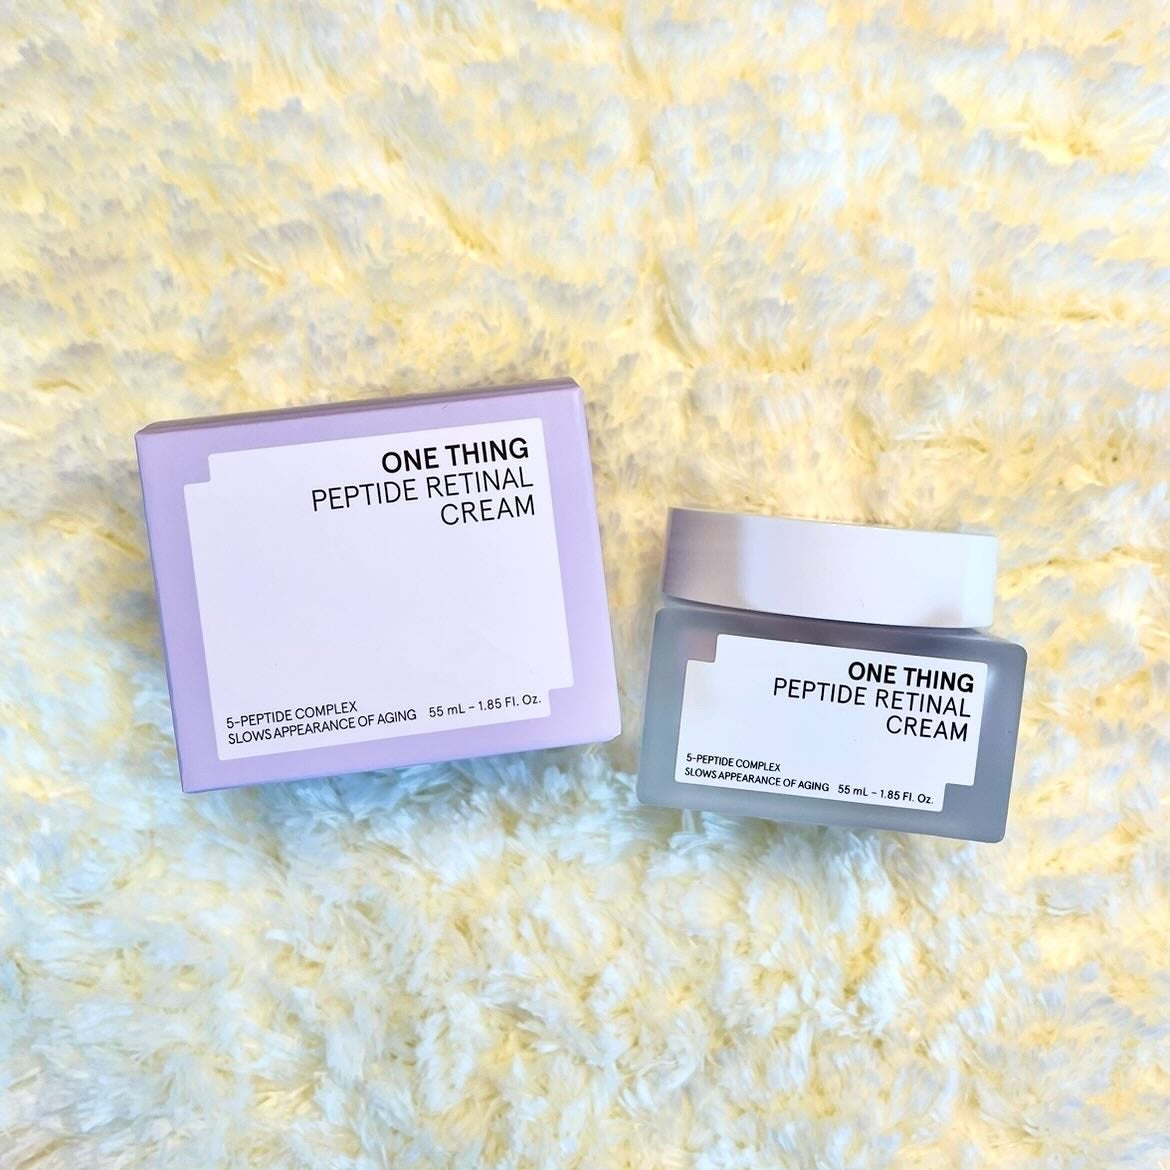 ONE THING
PEPTIDE RETINAL
CREAM
5-PEPTIDE COMPLEX
SLOWS APPEARANCE OF AGING 55 mL – 1.85 Fl. Oz.
ONE THING
PEPTIDE RETINAL
CREAM
5-PEPTIDE COMPLEX
SLOWS APPEARANCE OF AGING 55 mL – 1.85 Fl. Oz.